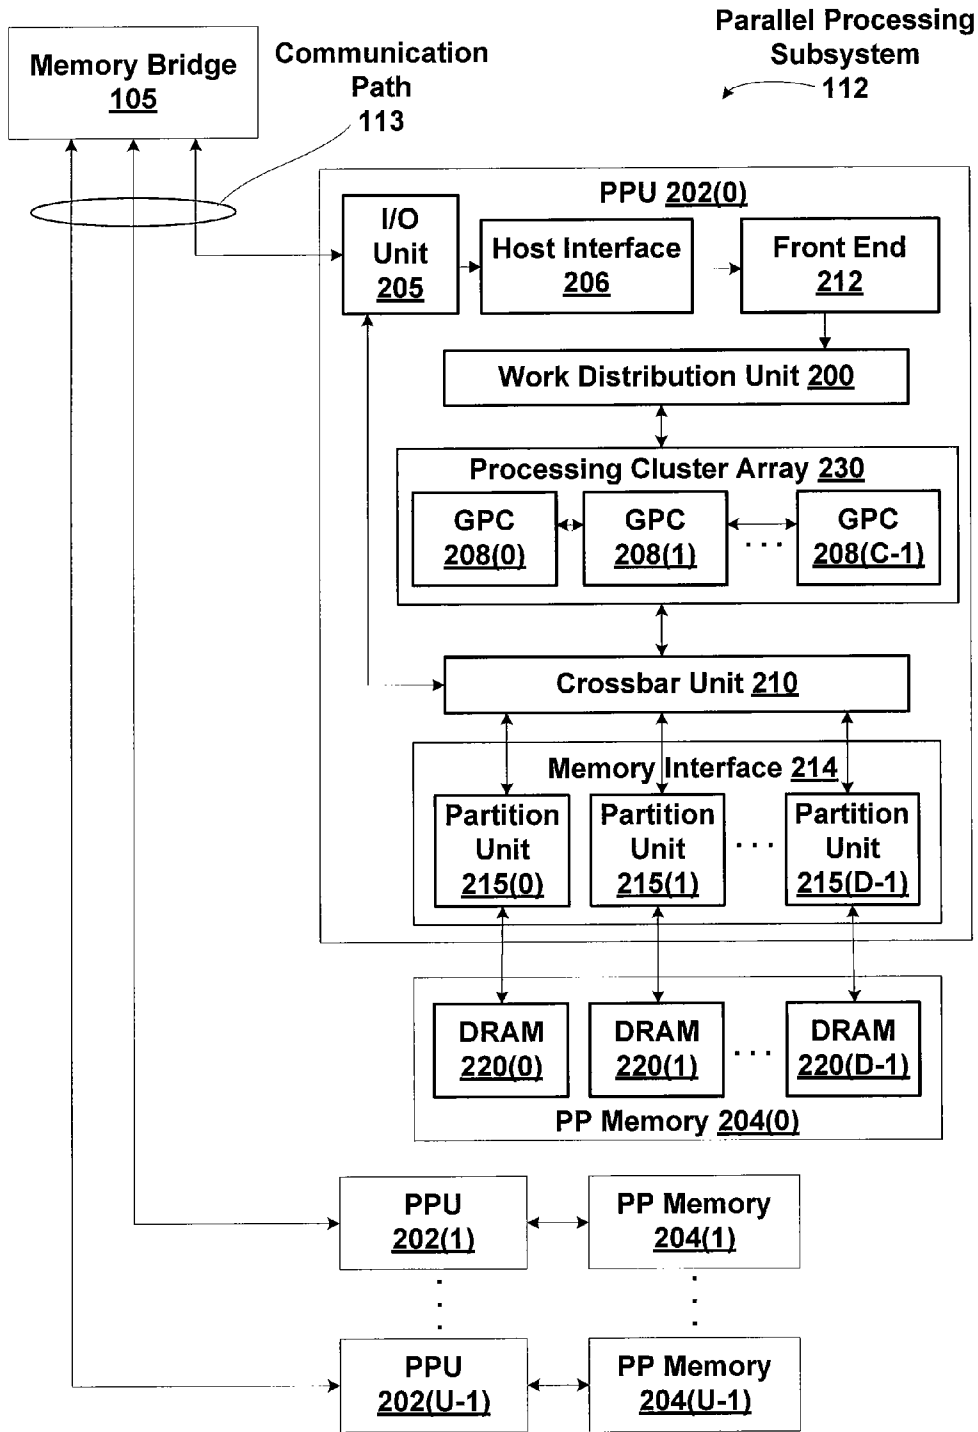 Parallel Processing
Subsystem
112
Memory Bridge
105
Communication
Path
113
PPU 202(0)
I/O
Unit
205
Host Interface
206
Front End
212
Work Distribution Unit 200
Processing Cluster Array 230
GPC
208(0)
GPC
208(1)
. . .
GPC
208(C-1)
Crossbar Unit 210
Memory Interface 214
Partition
Unit
215(0)
Partition
Unit
215(1)
. . .
Partition
Unit
215(D-1)
DRAM
220(0)
DRAM
220(1)
. . .
DRAM
220(D-1)
PP Memory 204(0)
PPU
202(1)
PP Memory
204(1)
PPU
202(U-1)
PP Memory
204(U-1)